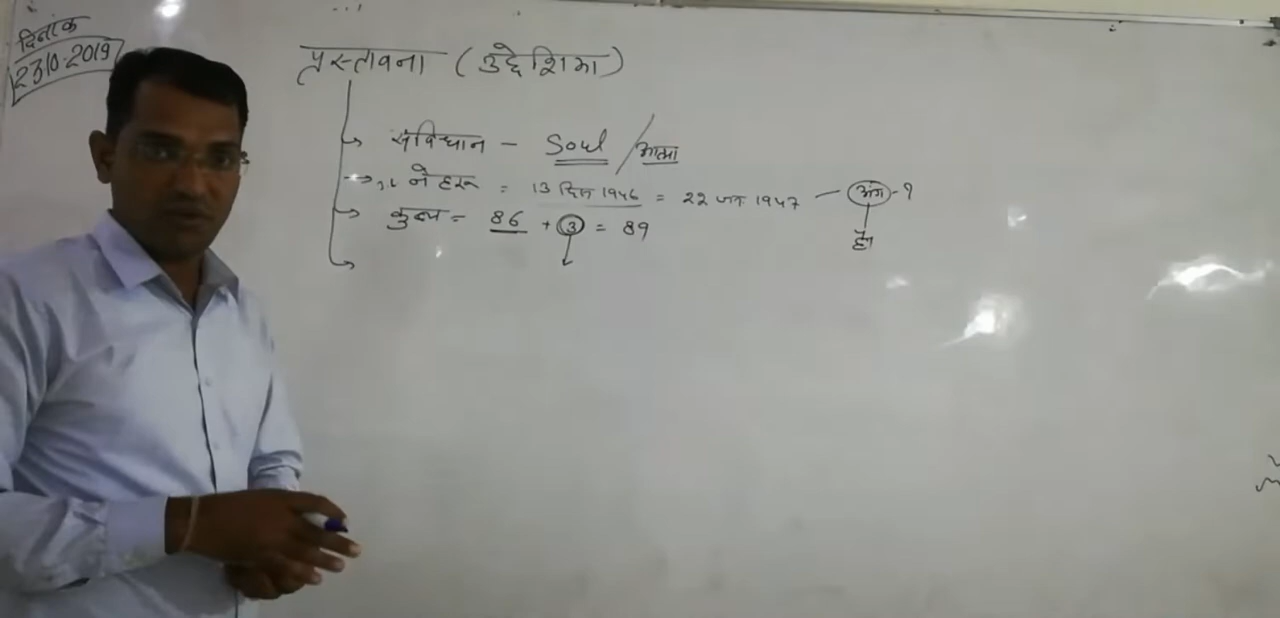 दिनांक
23।10.2019
प्रस्तावना (उद्देशिका)
संविधान - Soul / आत्मा
नेहरू = 13 दिस 1946 = 22 जन 1947 - अंग - ?
है।
कुल = 86 + 3 = 89